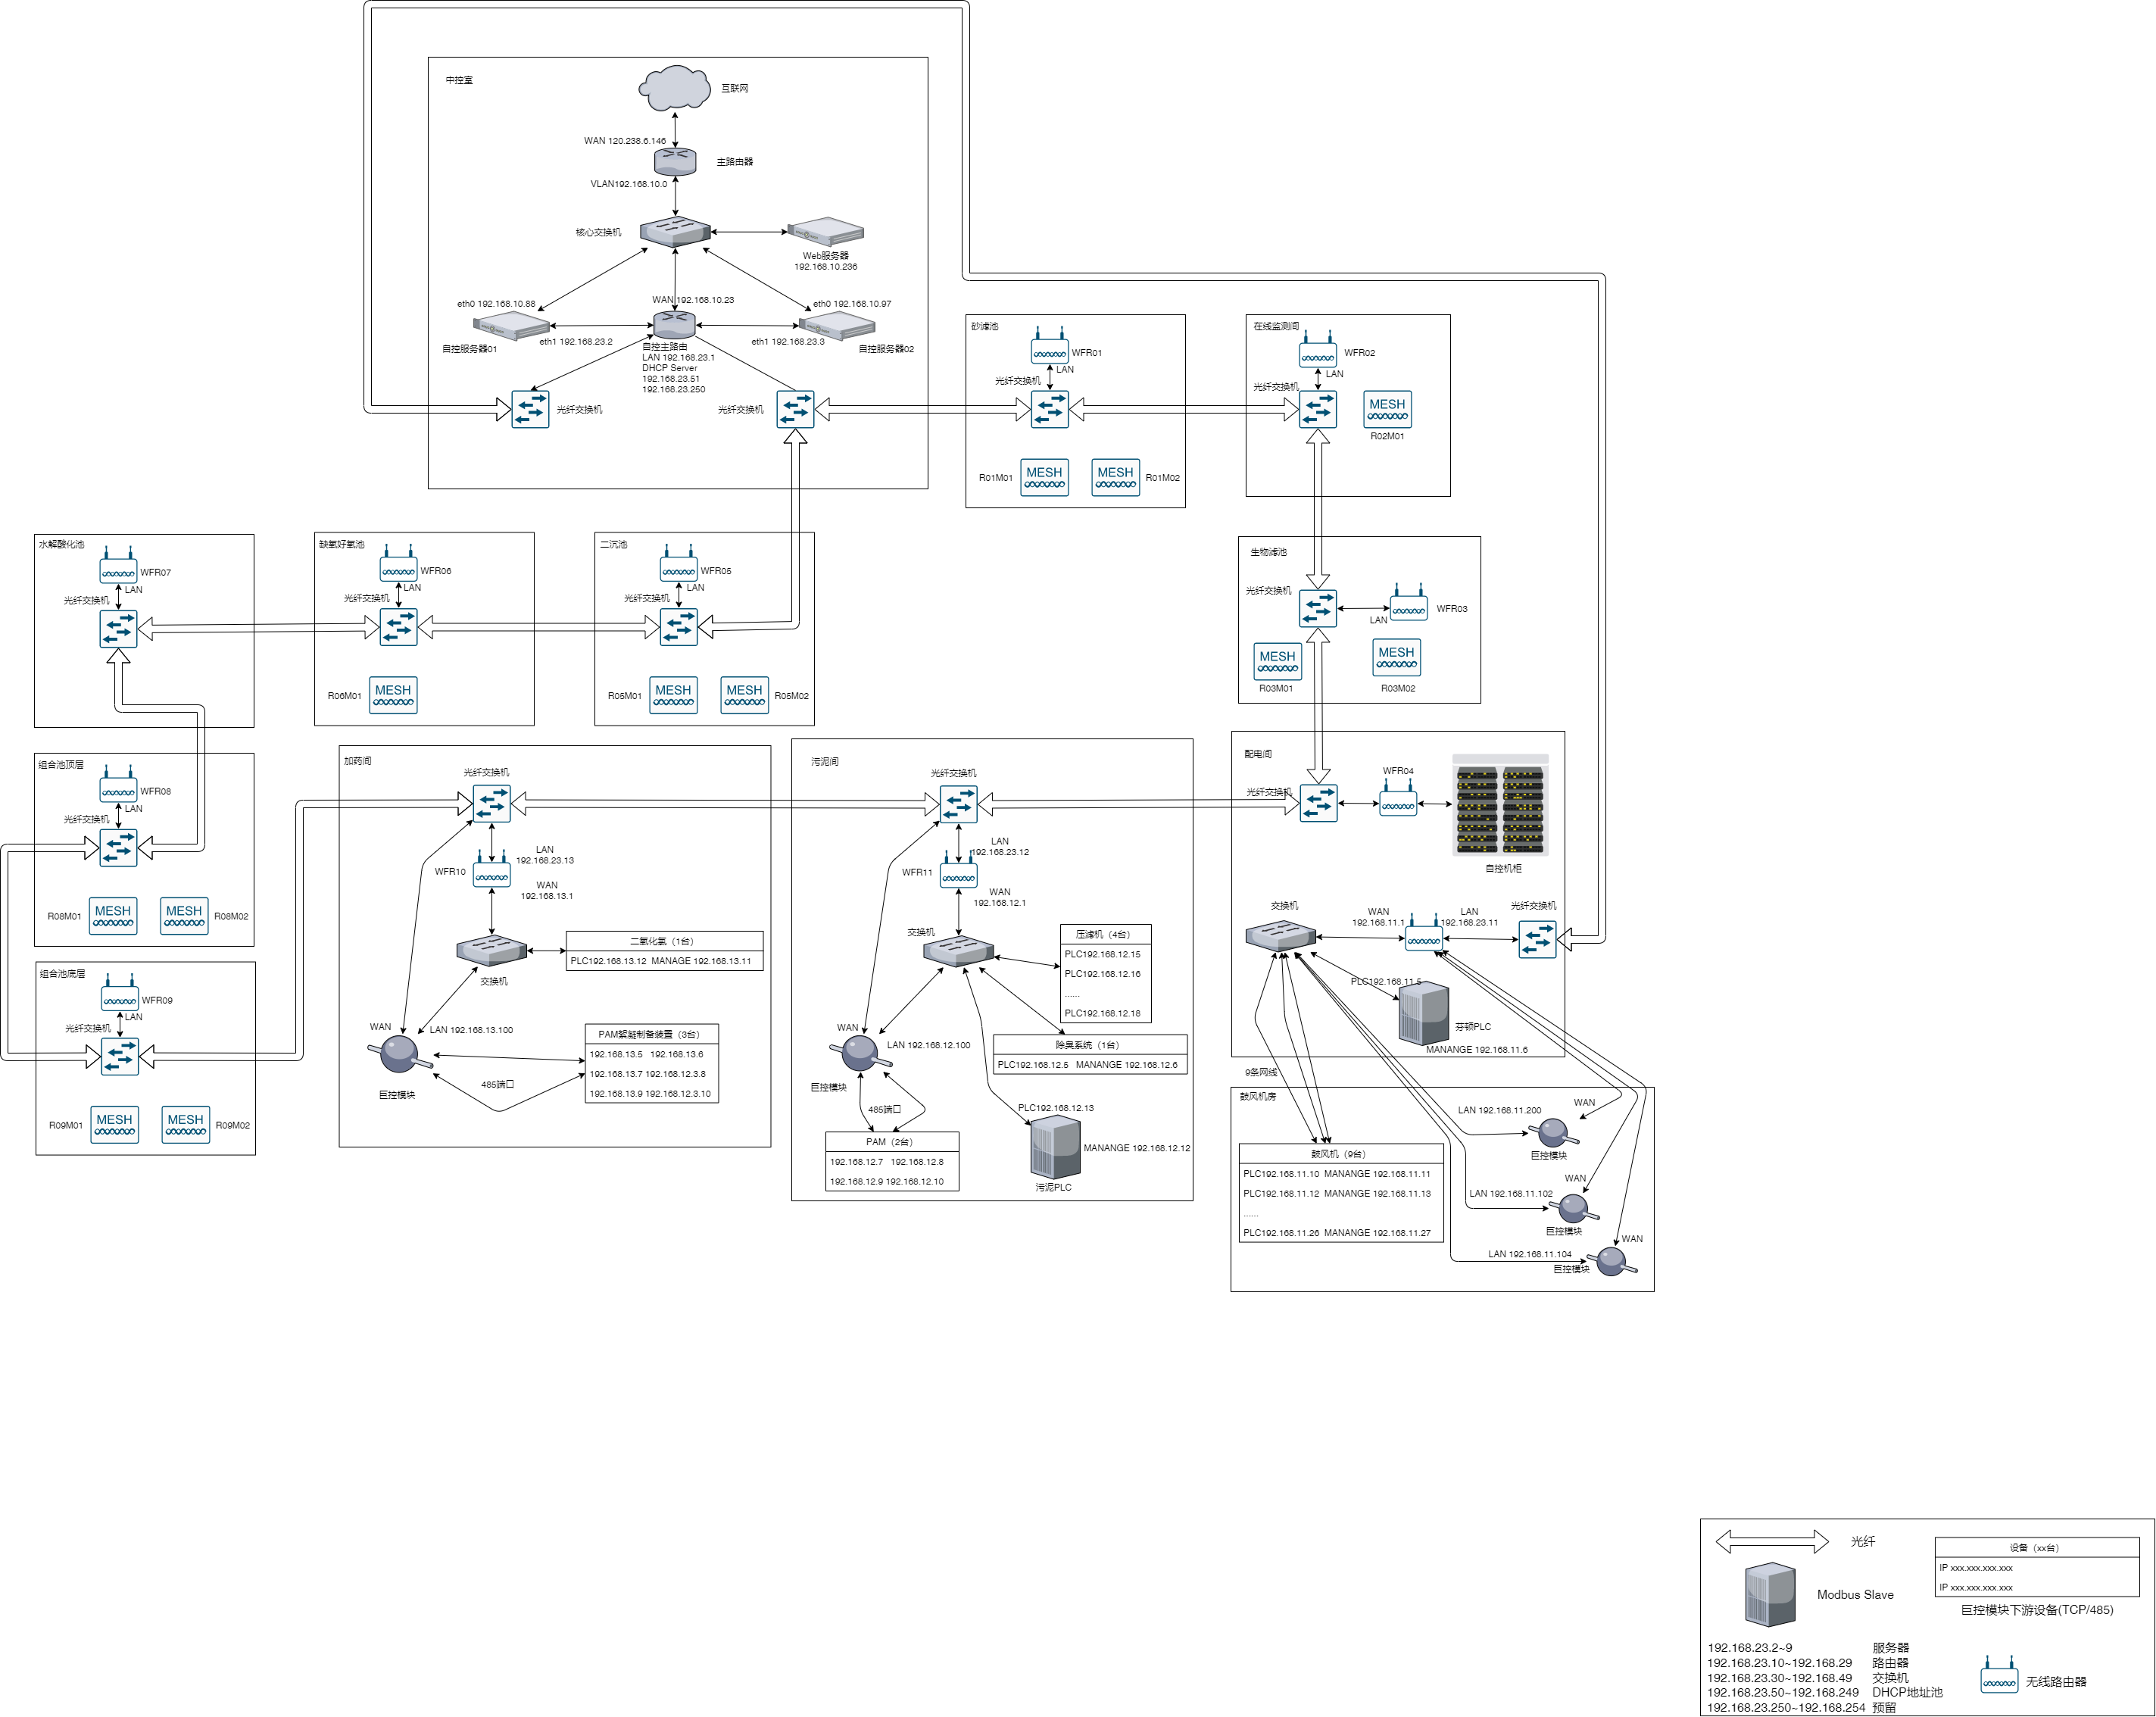 中控室
互联网
WAN 120.238.6.146
主路由器
VLAN192.168.10.0
核心交换机
Web服务器
192.168.10.236
eth0 192.168.10.88
WAN 192.168.10.23
eth0 192.168.10.97
eth1 192.168.23.2
eth1 192.168.23.3
自控服务器01
自控主路由
LAN 192.168.23.1
DHCP Server
192.168.23.51
192.168.23.250
自控服务器02
光纤交换机
光纤交换机
砂滤池
WFR01
LAN
光纤交换机
R01M01
MESH
MESH
R01M02
在线监测间
WFR02
LAN
光纤交换机
MESH
R02M01
水解酸化池
WFR07
LAN
光纤交换机
缺氧好氧池
WFR06
LAN
光纤交换机
R06M01
MESH
二沉池
WFR05
LAN
光纤交换机
R05M01
MESH
MESH
R05M02
生物滤池
光纤交换机
WFR03
LAN
MESH
MESH
R03M01
R03M02
组合池顶层
WFR08
LAN
光纤交换机
R08M01
MESH
MESH
R08M02
组合池底层
WFR09
LAN
光纤交换机
R09M01
MESH
MESH
R09M02
加药间
光纤交换机
LAN
192.168.23.13
WFR10
WAN
192.168.13.1
二氧化氯（1台）
PLC192.168.13.12 MANAGE 192.168.13.11
交换机
WAN
LAN 192.168.13.100
PAM絮凝制备装置（3台）
192.168.13.5 192.168.13.6
192.168.13.7 192.168.12.3.8
192.168.13.9 192.168.12.3.10
485端口
巨控模块
污泥间
光纤交换机
LAN
192.168.23.12
WFR11
WAN
192.168.12.1
交换机
压滤机（4台）
PLC192.168.12.15
PLC192.168.12.16
......
PLC192.168.12.18
WAN
LAN 192.168.12.100
除臭系统（1台）
PLC192.168.12.5 MANANGE 192.168.12.6
巨控模块
485端口
PLC192.168.12.13
PAM（2台）
192.168.12.7 192.168.12.8
192.168.12.9 192.168.12.10
MANANGE 192.168.12.12
污泥PLC
配电间
WFR04
光纤交换机
自控机柜
交换机
WAN
192.168.11.1
LAN
192.168.23.11
光纤交换机
PLC192.168.11.5
芬顿PLC
MANANGE 192.168.11.6
9条网线
鼓风机房
LAN 192.168.11.200
WAN
巨控模块
鼓风机（9台）
PLC192.168.11.10 MANANGE 192.168.11.11
PLC192.168.11.12 MANANGE 192.168.11.13
......
PLC192.168.11.26 MANANGE 192.168.11.27
WAN
LAN 192.168.11.102
巨控模块
WAN
LAN 192.168.11.104
巨控模块
光纤
设备（xx台）
IP xxx.xxx.xxx.xxx
IP xxx.xxx.xxx.xxx
Modbus Slave
巨控模块下游设备(TCP/485)
192.168.23.2~9 服务器
192.168.23.10~192.168.29 路由器
192.168.23.30~192.168.49 交换机
192.168.23.50~192.168.249 DHCP地址池
192.168.23.250~192.168.254 预留
无线路由器